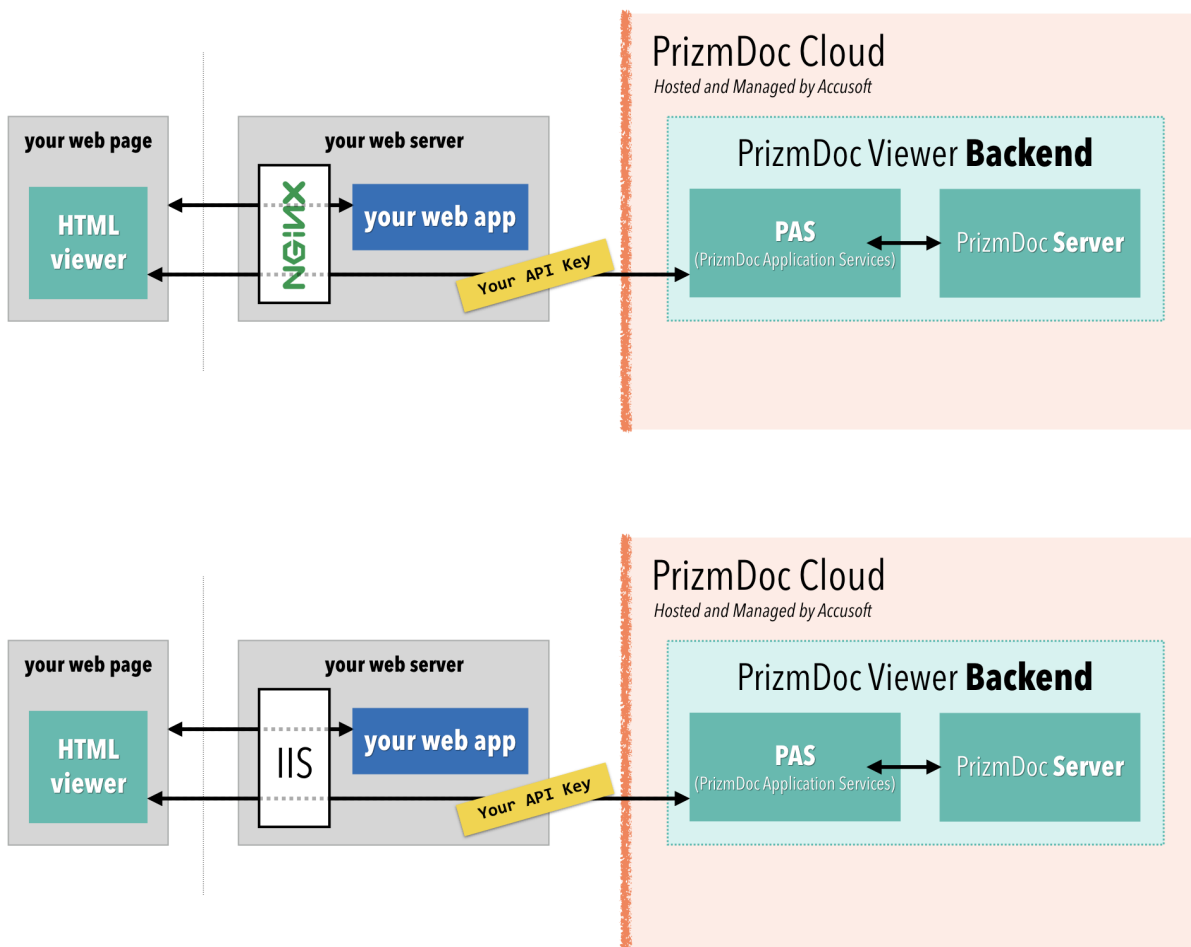 PrizmDoc Cloud
Hosted and Managed by Accusoft
your web page
your web server
PrizmDoc Viewer Backend
HTML
viewer
NGiNX
your web app
Your API Key
PAS
(PrizmDoc Application Services)
PrizmDoc Server
PrizmDoc Cloud
Hosted and Managed by Accusoft
your web page
your web server
PrizmDoc Viewer Backend
HTML
viewer
IIS
your web app
Your API Key
PAS
(PrizmDoc Application Services)
PrizmDoc Server